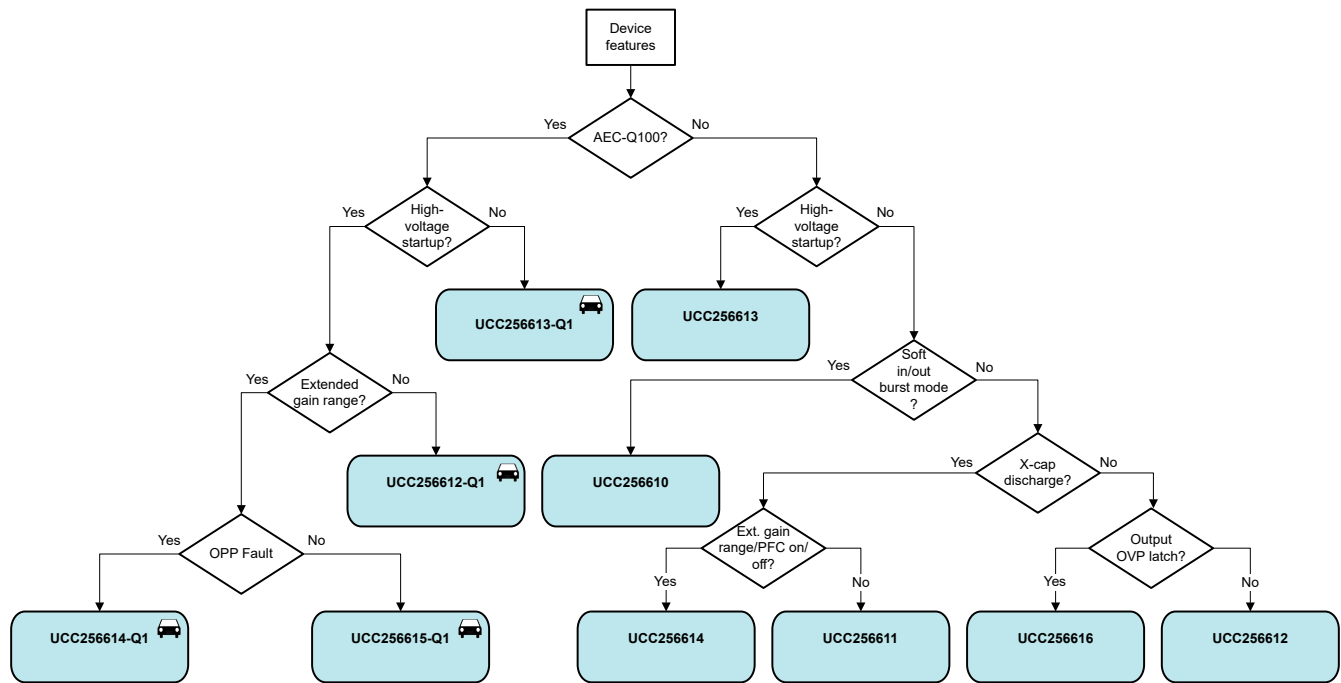 Device
features
AEC-Q100?
Yes
No
High-
voltage
startup?
Yes
No
High-
voltage
startup?
Yes
No
UCC256613-Q1
UCC256613
Extended
gain range?
Yes
No
Soft
in/out
burst mode
?
Yes
No
UCC256612-Q1
UCC256610
X-cap
discharge?
Yes
No
OPP Fault
Yes
No
Ext. gain
range/PFC on/
off?
Yes
No
Output
OVP latch?
Yes
No
UCC256614-Q1
UCC256615-Q1
UCC256614
UCC256611
UCC256616
UCC256612